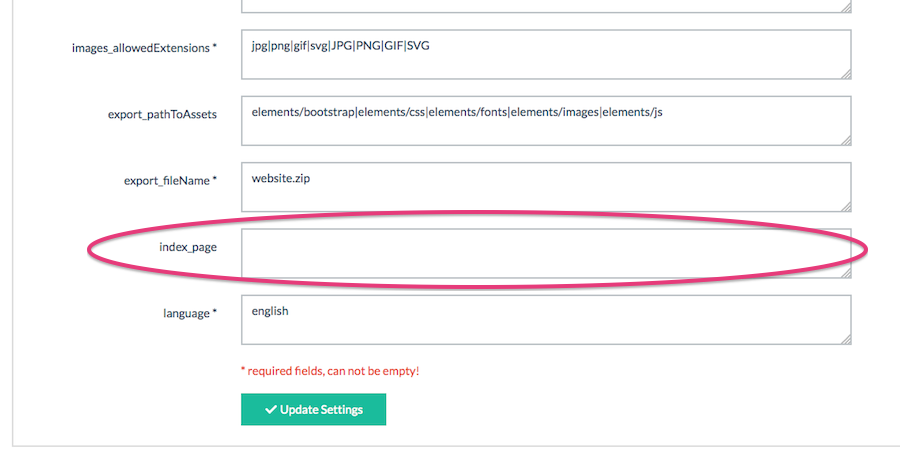 images_allowedExtensions *
jpg|png|gif|svg|JPG|PNG|GIF|SVG
export_pathToAssets
elements/bootstrap|elements/css|elements/fonts|elements/images|elements/js
export_fileName *
website.zip
index_page
language *
english
* required fields, can not be empty!
Update Settings